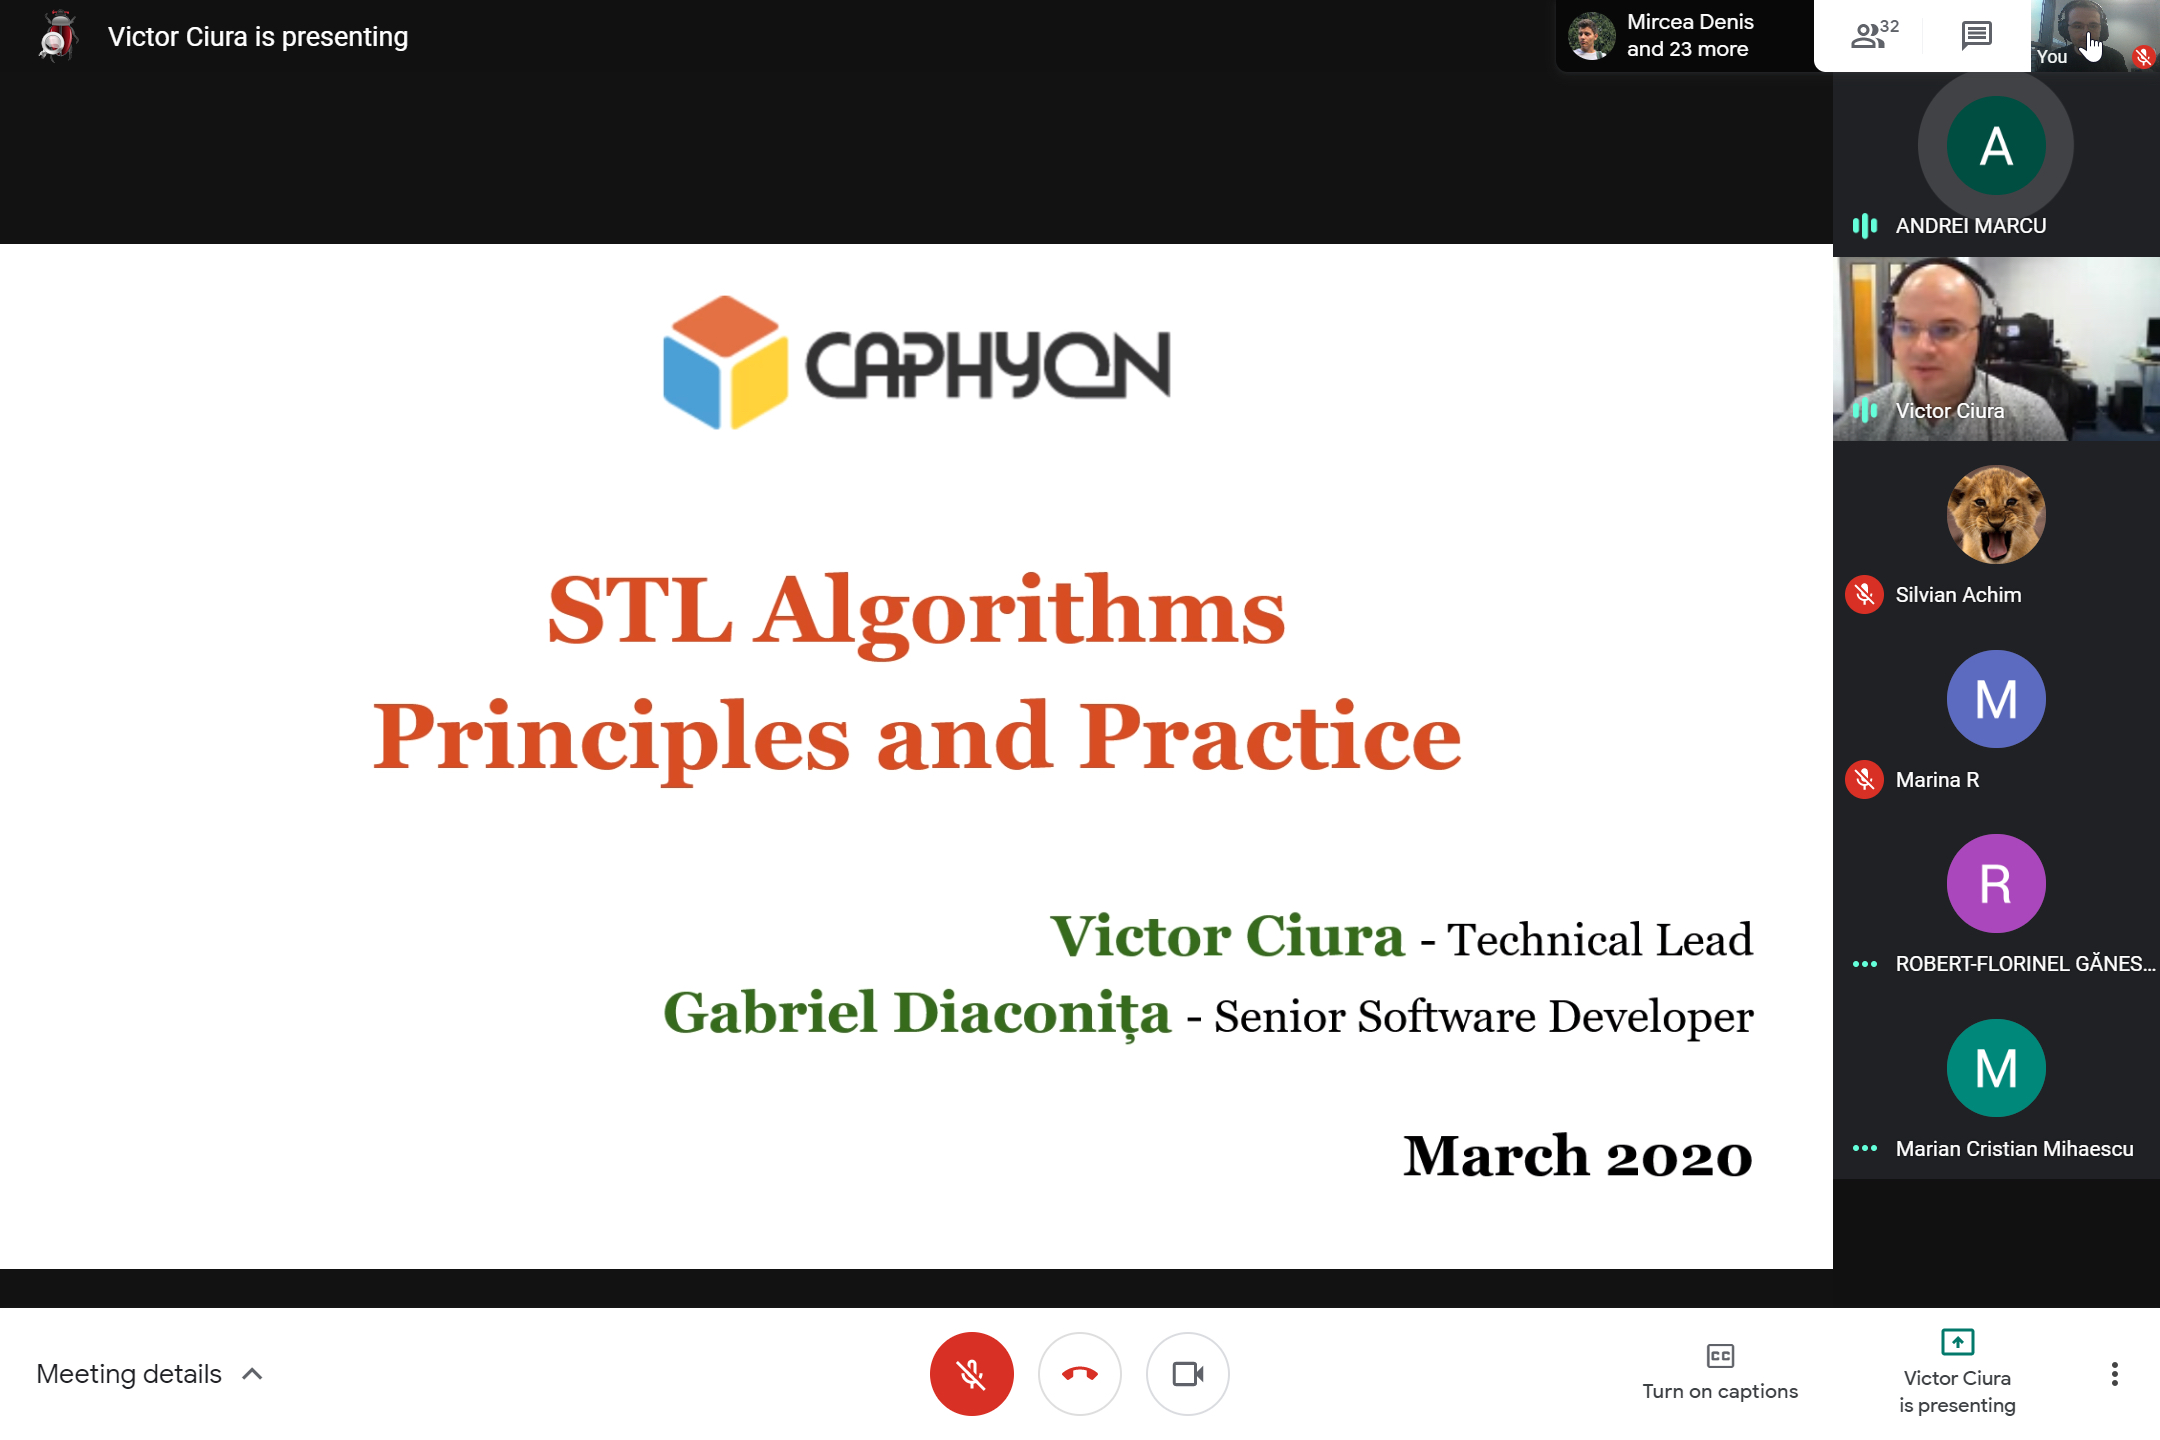 Victor Ciura is presenting
Mircea Denis
and 23 more
32
You
A
ANDREI MARCU
Victor Ciura
Silvian Achim
M
Marina R
R
ROBERT-FLORINEL GĂNES...
M
Marian Cristian Mihaescu
CAPHYON
STL Algorithms
Principles and Practice
Victor Ciura - Technical Lead
Gabriel Diaconița - Senior Software Developer
March 2020
Meeting details
CC
Turn on captions
Victor Ciura
is presenting